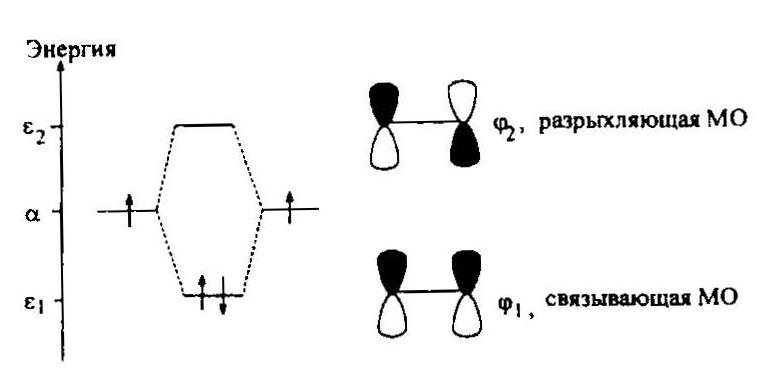 Энергия
ε₂
φ₂, разрыхляющая МО
α
ε₁
φ₁, связывающая МО